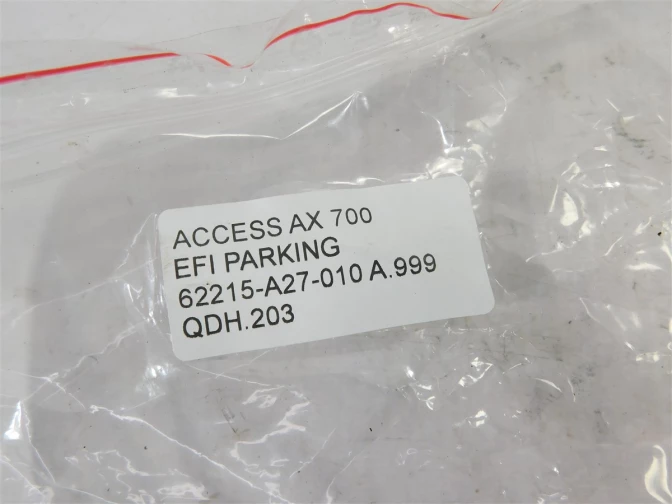 ACCESS AX 700
EFI PARKING
62215-A27-010 A.999
QDH.203